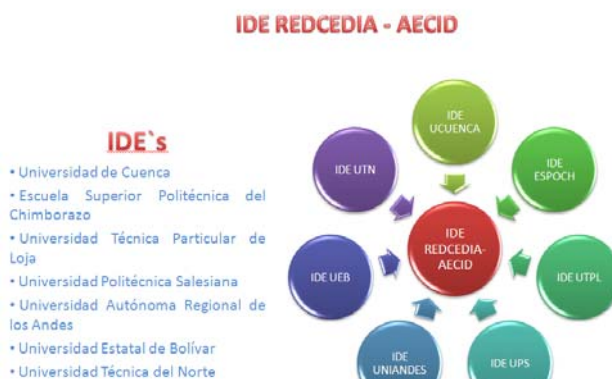 IDE REDCEDIA - AECID
IDE`s
• Universidad de Cuenca
• Escuela Superior Politécnica del
Chimborazo
• Universidad Técnica Particular de
Loja
• Universidad Politécnica Salesiana
• Universidad Autónoma Regional de
los Andes
• Universidad Estatal de Bolívar
• Universidad Técnica del Norte
IDE
UCUENCA
IDE
ESPOCH
IDE UTPL
IDE UPS
IDE
UNIANDES
IDE UEB
IDE UTN
IDE
REDCEDIA-
AECID